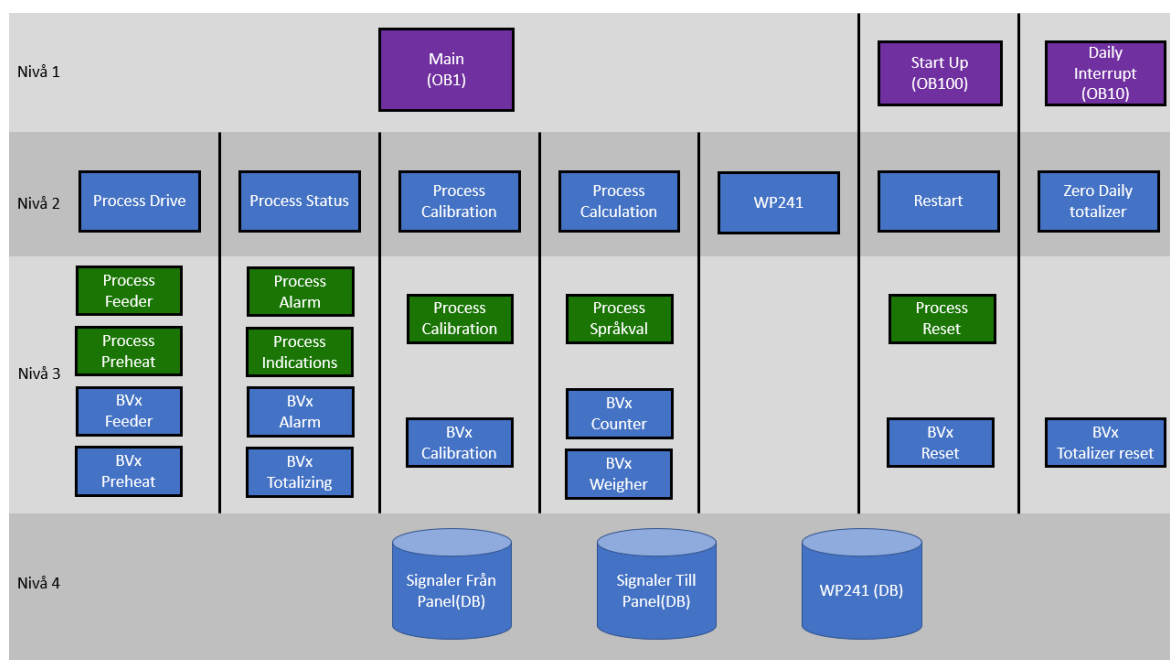 Nivå 1
Main
(OB1)
Start Up
(OB100)
Daily
Interrupt
(OB10)
Nivå 2
Process Drive
Process Status
Process
Calibration
Process
Calculation
WP241
Restart
Zero Daily
totalizer
Nivå 3
Process
Feeder
Process
Preheat
BVx
Feeder
BVx
Preheat
Process
Alarm
Process
Indications
BVx
Alarm
BVx
Totalizing
Process
Calibration
BVx
Calibration
Process
Språkval
BVx
Counter
BVx
Weigher
Process
Reset
BVx
Reset
BVx
Totalizer reset
Nivå 4
Signaler Från
Panel(DB)
Signaler Till
Panel(DB)
WP241 (DB)